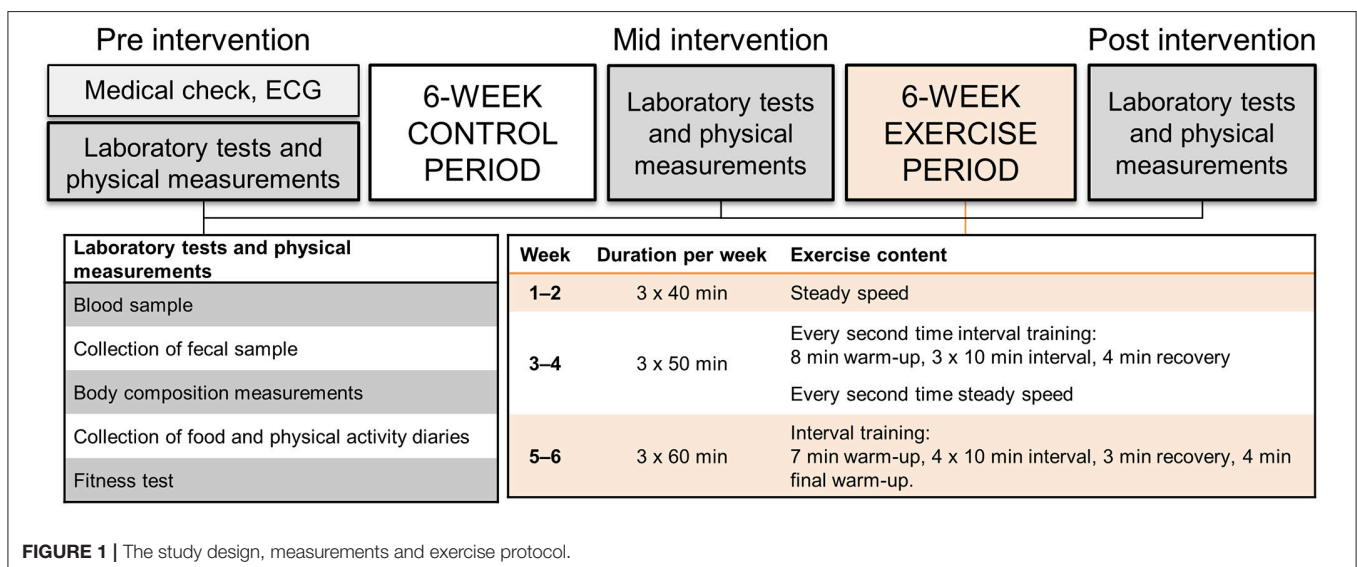 Pre intervention
Mid intervention
Post intervention
Medical check, ECG
Laboratory tests and
physical measurements
6-WEEK
CONTROL
PERIOD
Laboratory tests
and physical
measurements
6-WEEK
EXERCISE
PERIOD
Laboratory tests
and physical
measurements
Laboratory tests and physical
measurements
Blood sample
Collection of fecal sample
Body composition measurements
Collection of food and physical activity diaries
Fitness test
Week Duration per week Exercise content
1–2 3 x 40 min Steady speed
3–4 3 x 50 min Every second time interval training:
8 min warm-up, 3 x 10 min interval, 4 min recovery
Every second time steady speed
5–6 3 x 60 min Interval training:
7 min warm-up, 4 x 10 min interval, 3 min recovery, 4 min
final warm-up.
FIGURE 1 | The study design, measurements and exercise protocol.